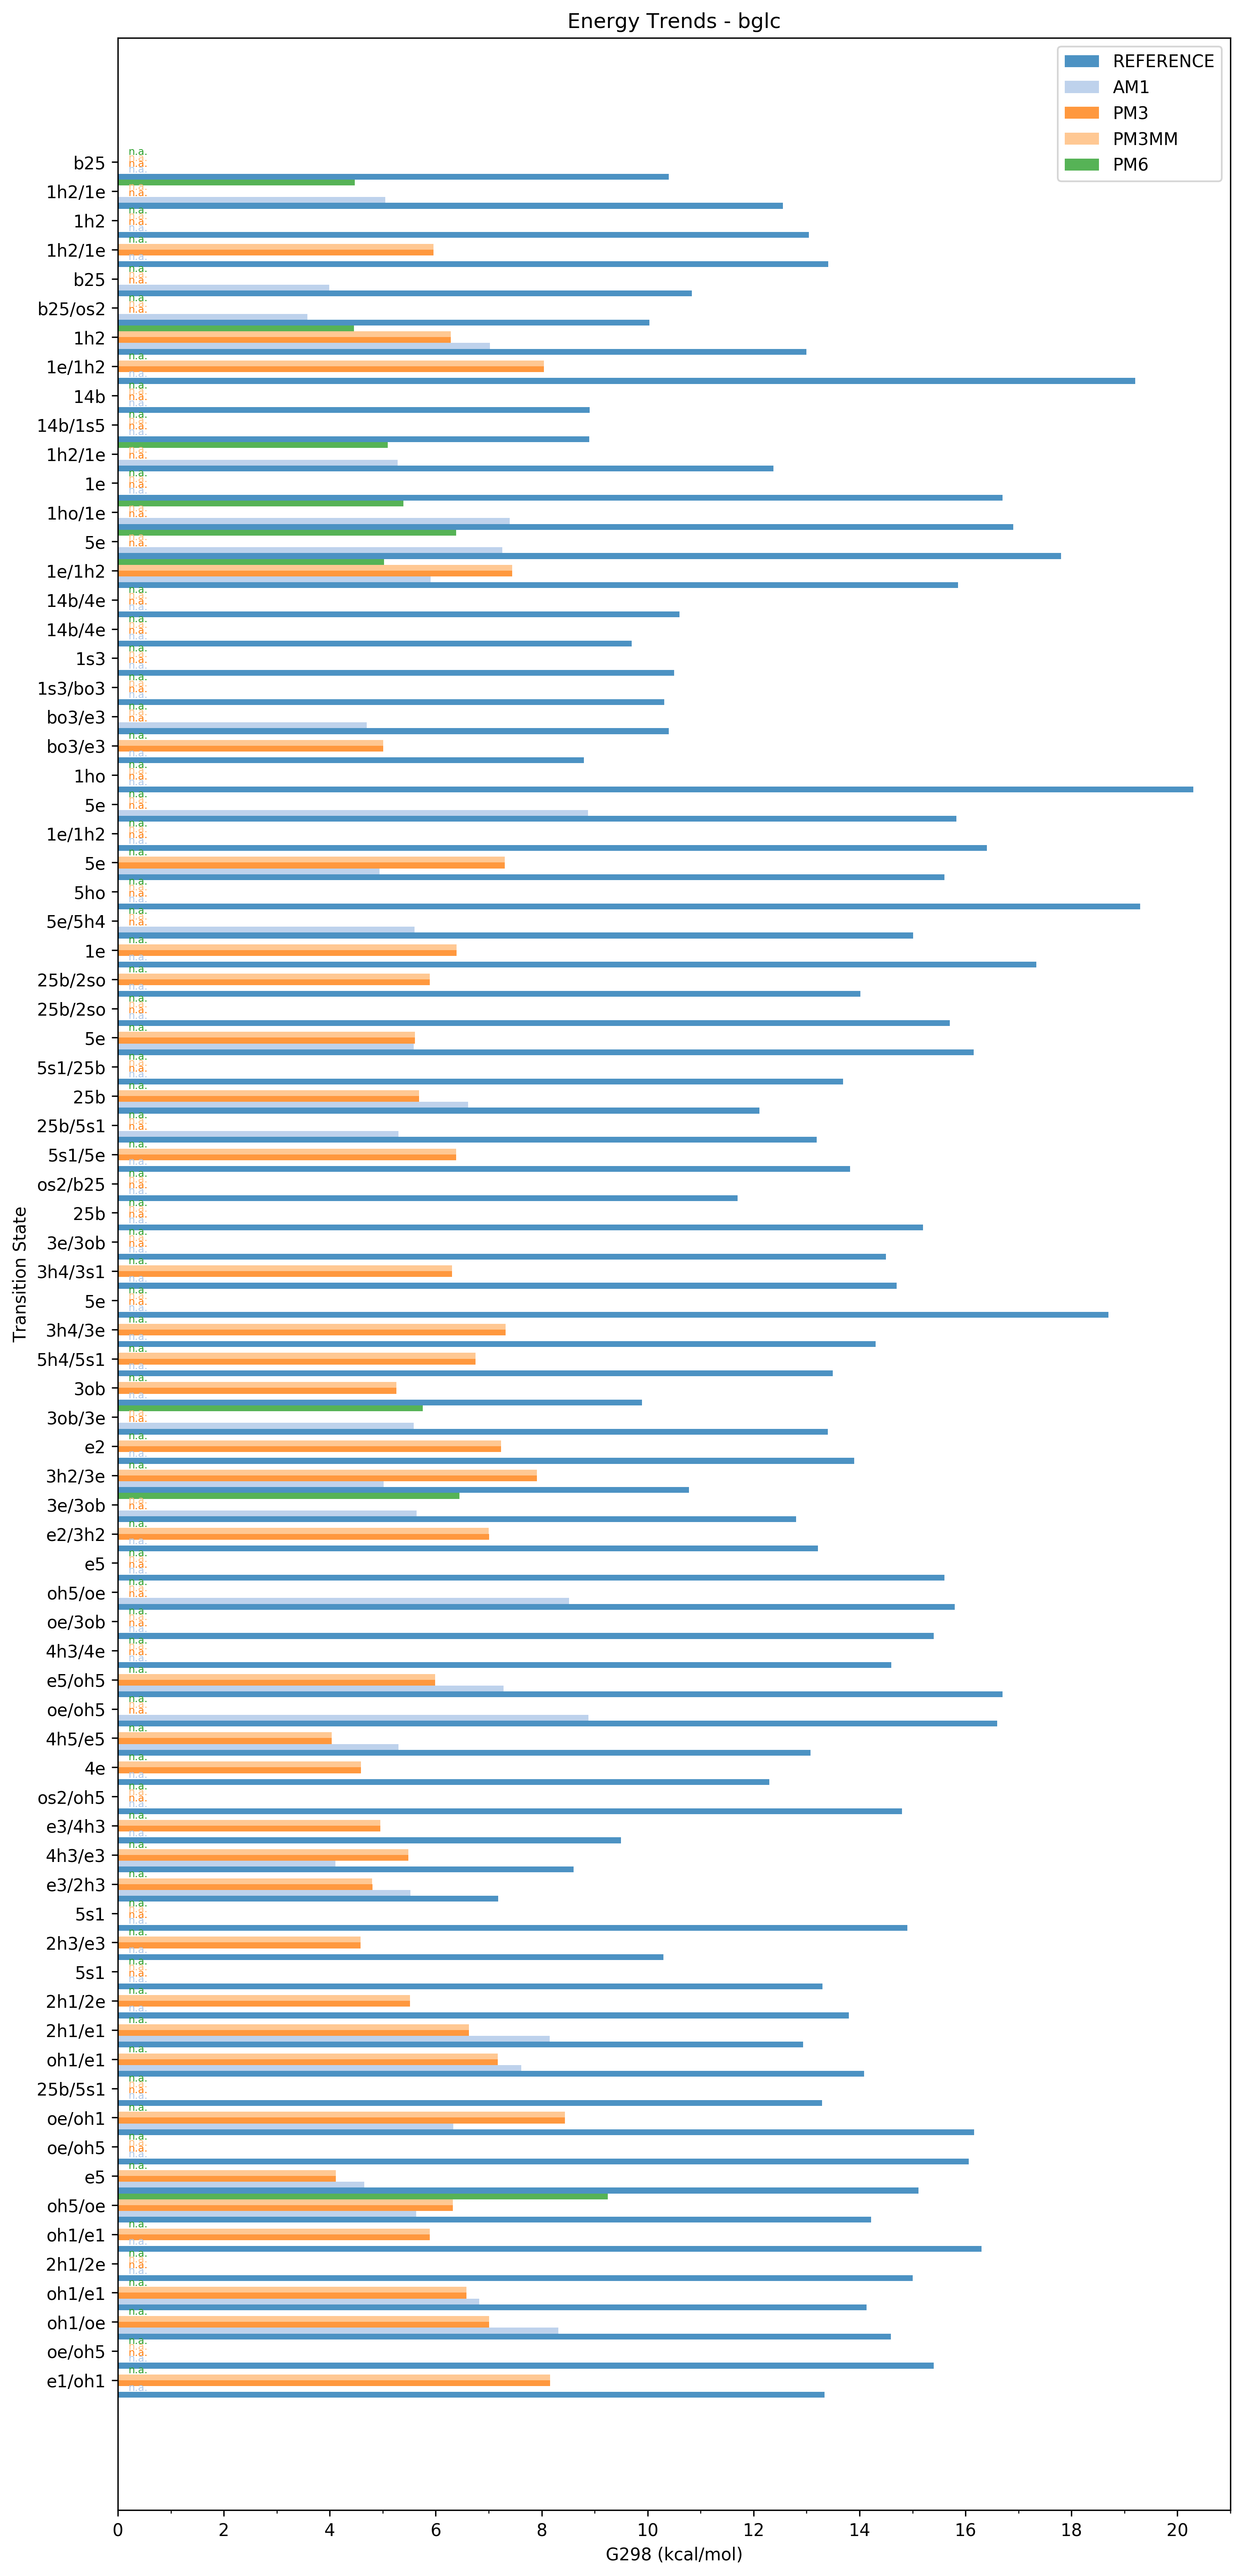 Energy Trends - bglc
REFERENCE
AM1
PM3
PM3MM
PM6
b25
1h2/1e
1h2
1h2/1e
b25
b25/os2
1h2
1e/1h2
14b
14b/1s5
1h2/1e
1e
1ho/1e
5e
1e/1h2
14b/4e
14b/4e
1s3
1s3/bo3
bo3/e3
bo3/e3
1ho
5e
1e/1h2
5e
5ho
5e/5h4
1e
25b/2so
25b/2so
5e
5s1/25b
25b
25b/5s1
5s1/5e
os2/b25
25b
3e/3ob
3h4/3s1
5e
3h4/3e
5h4/5s1
3ob
3ob/3e
e2
3h2/3e
3e/3ob
e2/3h2
e5
oh5/oe
oe/3ob
4h3/4e
e5/oh5
oe/oh5
4h5/e5
4e
os2/oh5
e3/4h3
4h3/e3
e3/2h3
5s1
2h3/e3
5s1
2h1/2e
2h1/e1
oh1/e1
25b/5s1
oe/oh1
oe/oh5
e5
oh5/oe
oh1/e1
2h1/2e
oh1/e1
oh1/oe
oe/oh5
e1/oh1
Transition State
0 2 4 6 8 10 12 14 16 18 20
G298 (kcal/mol)